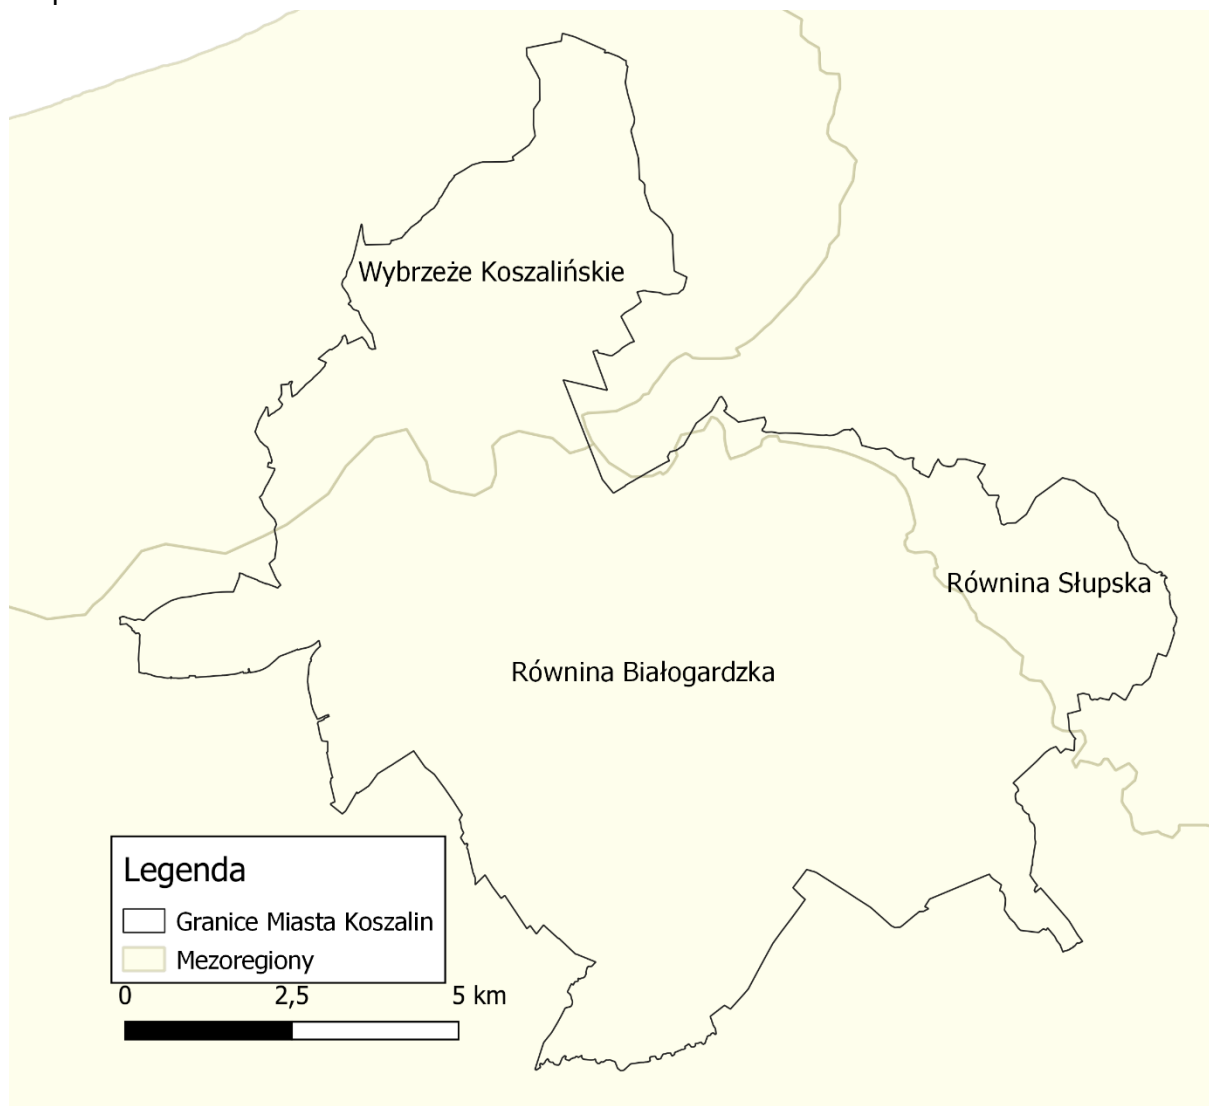 Wybrzeże Koszalińskie
Równina Słupska
Równina Białogardzka
Legenda
Granice Miasta Koszalin
Mezoregiony
0 2,5 5 km